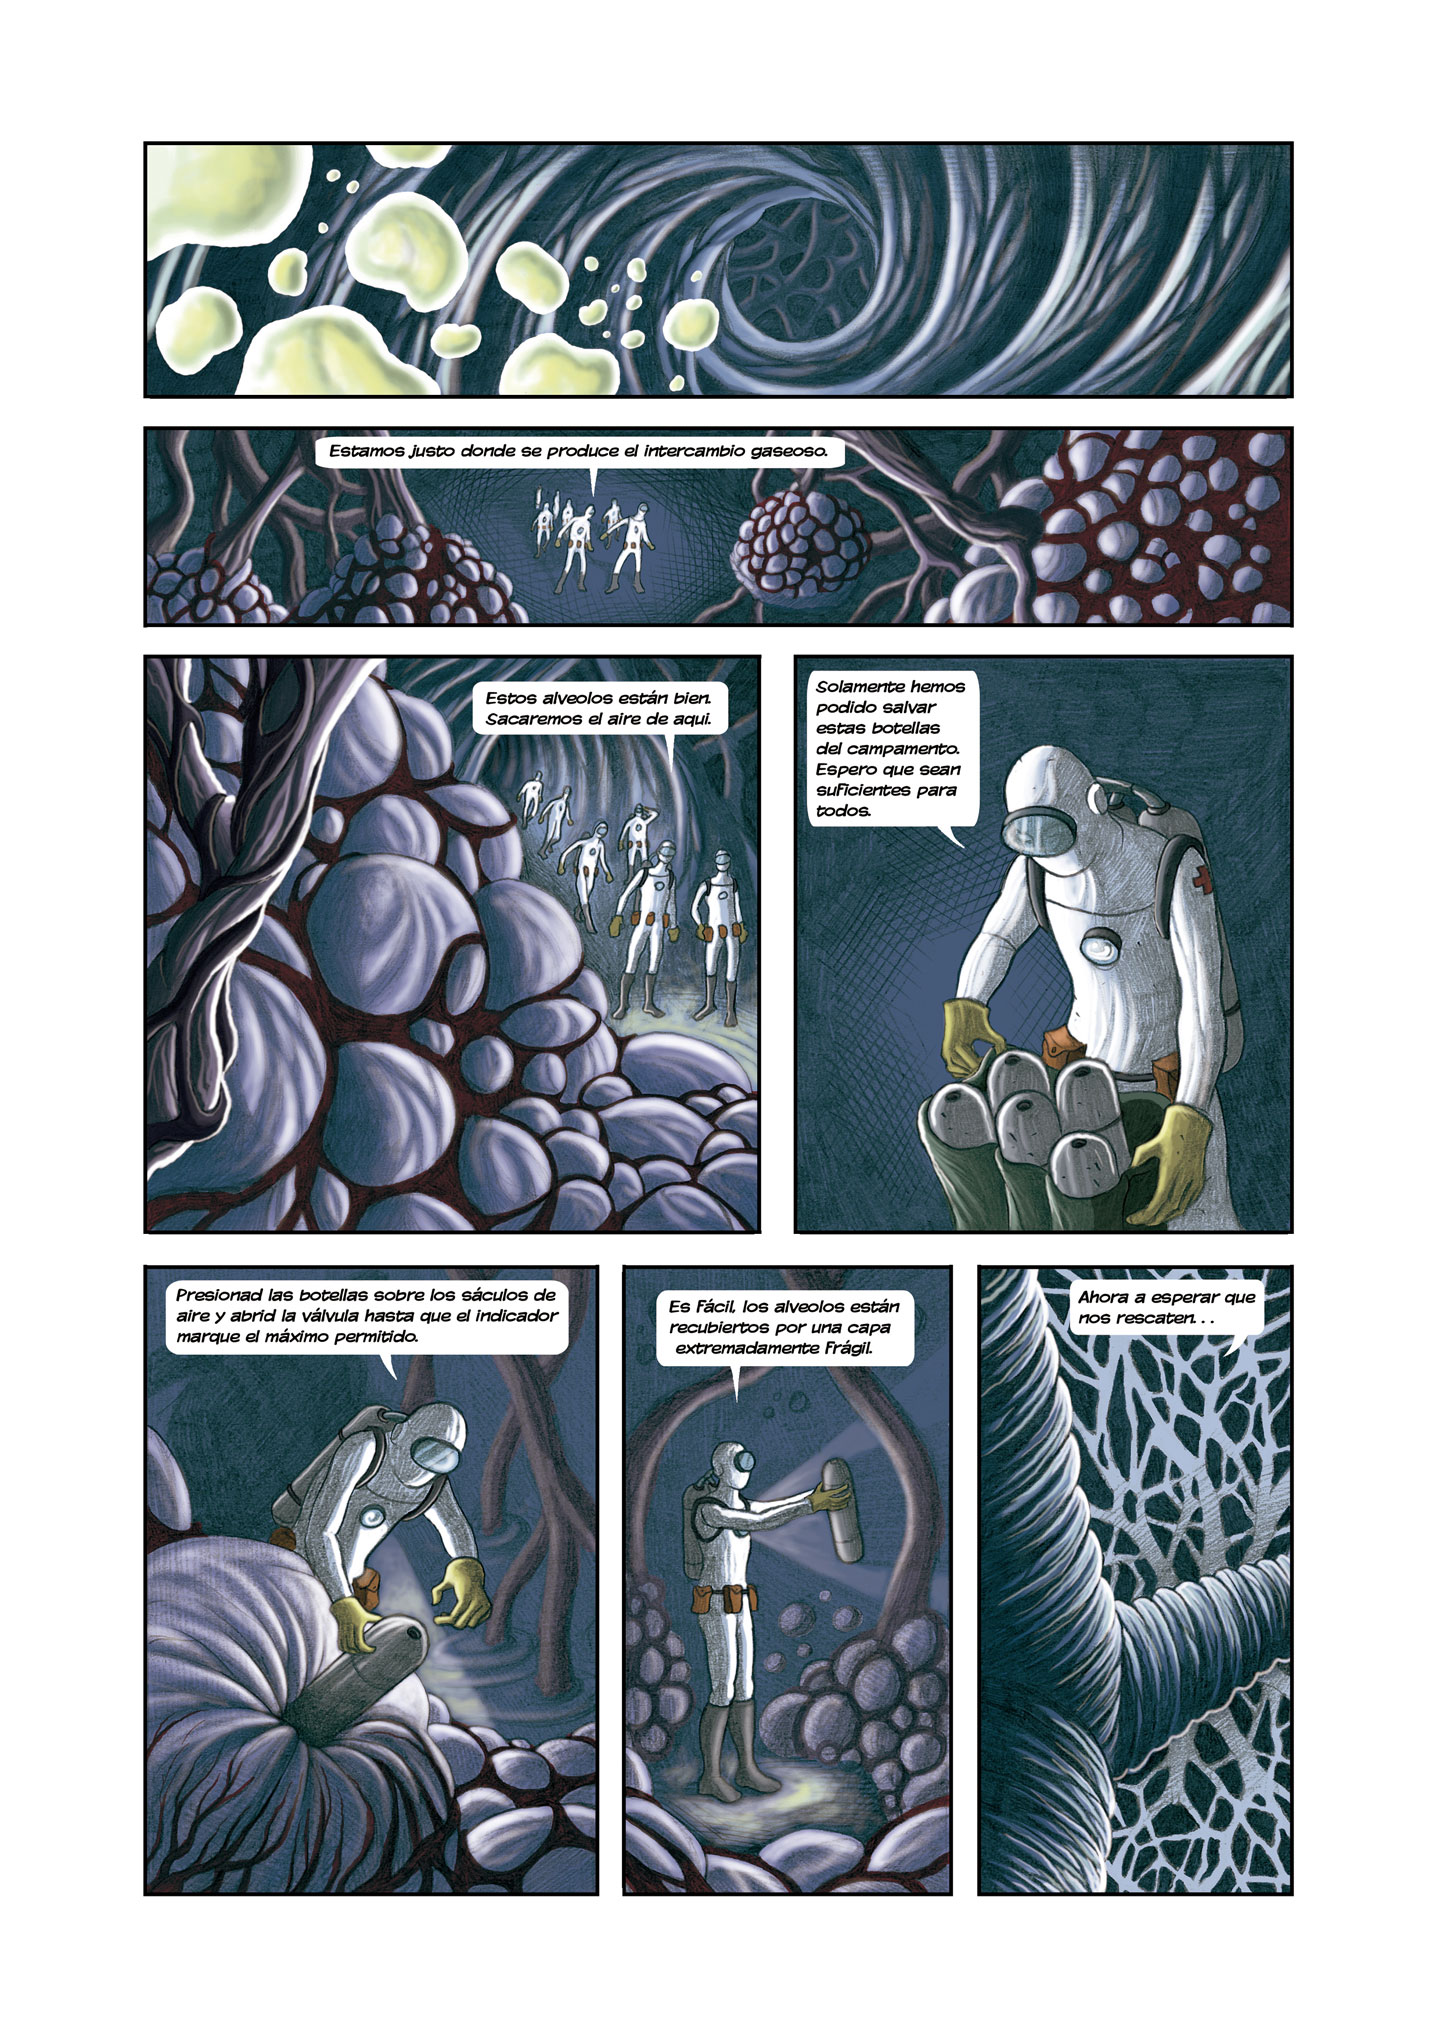 Estamos justo donde se produce el intercambio gaseoso.
Estos alveolos están bien.
Sacaremos el aire de aqui.
Solamente hemos
podido salvar
estas botellas
del campamento.
Espero que sean
suficientes para
todos.
Presionad las botellas sobre los sáculos de
aire y abrid la válvula hasta que el indicador
marque el máximo permitido.
Es Fácil, los alveolos están
recubiertos por una capa
extremadamente Frágil.
Ahora a esperar que
nos rescaten. . .